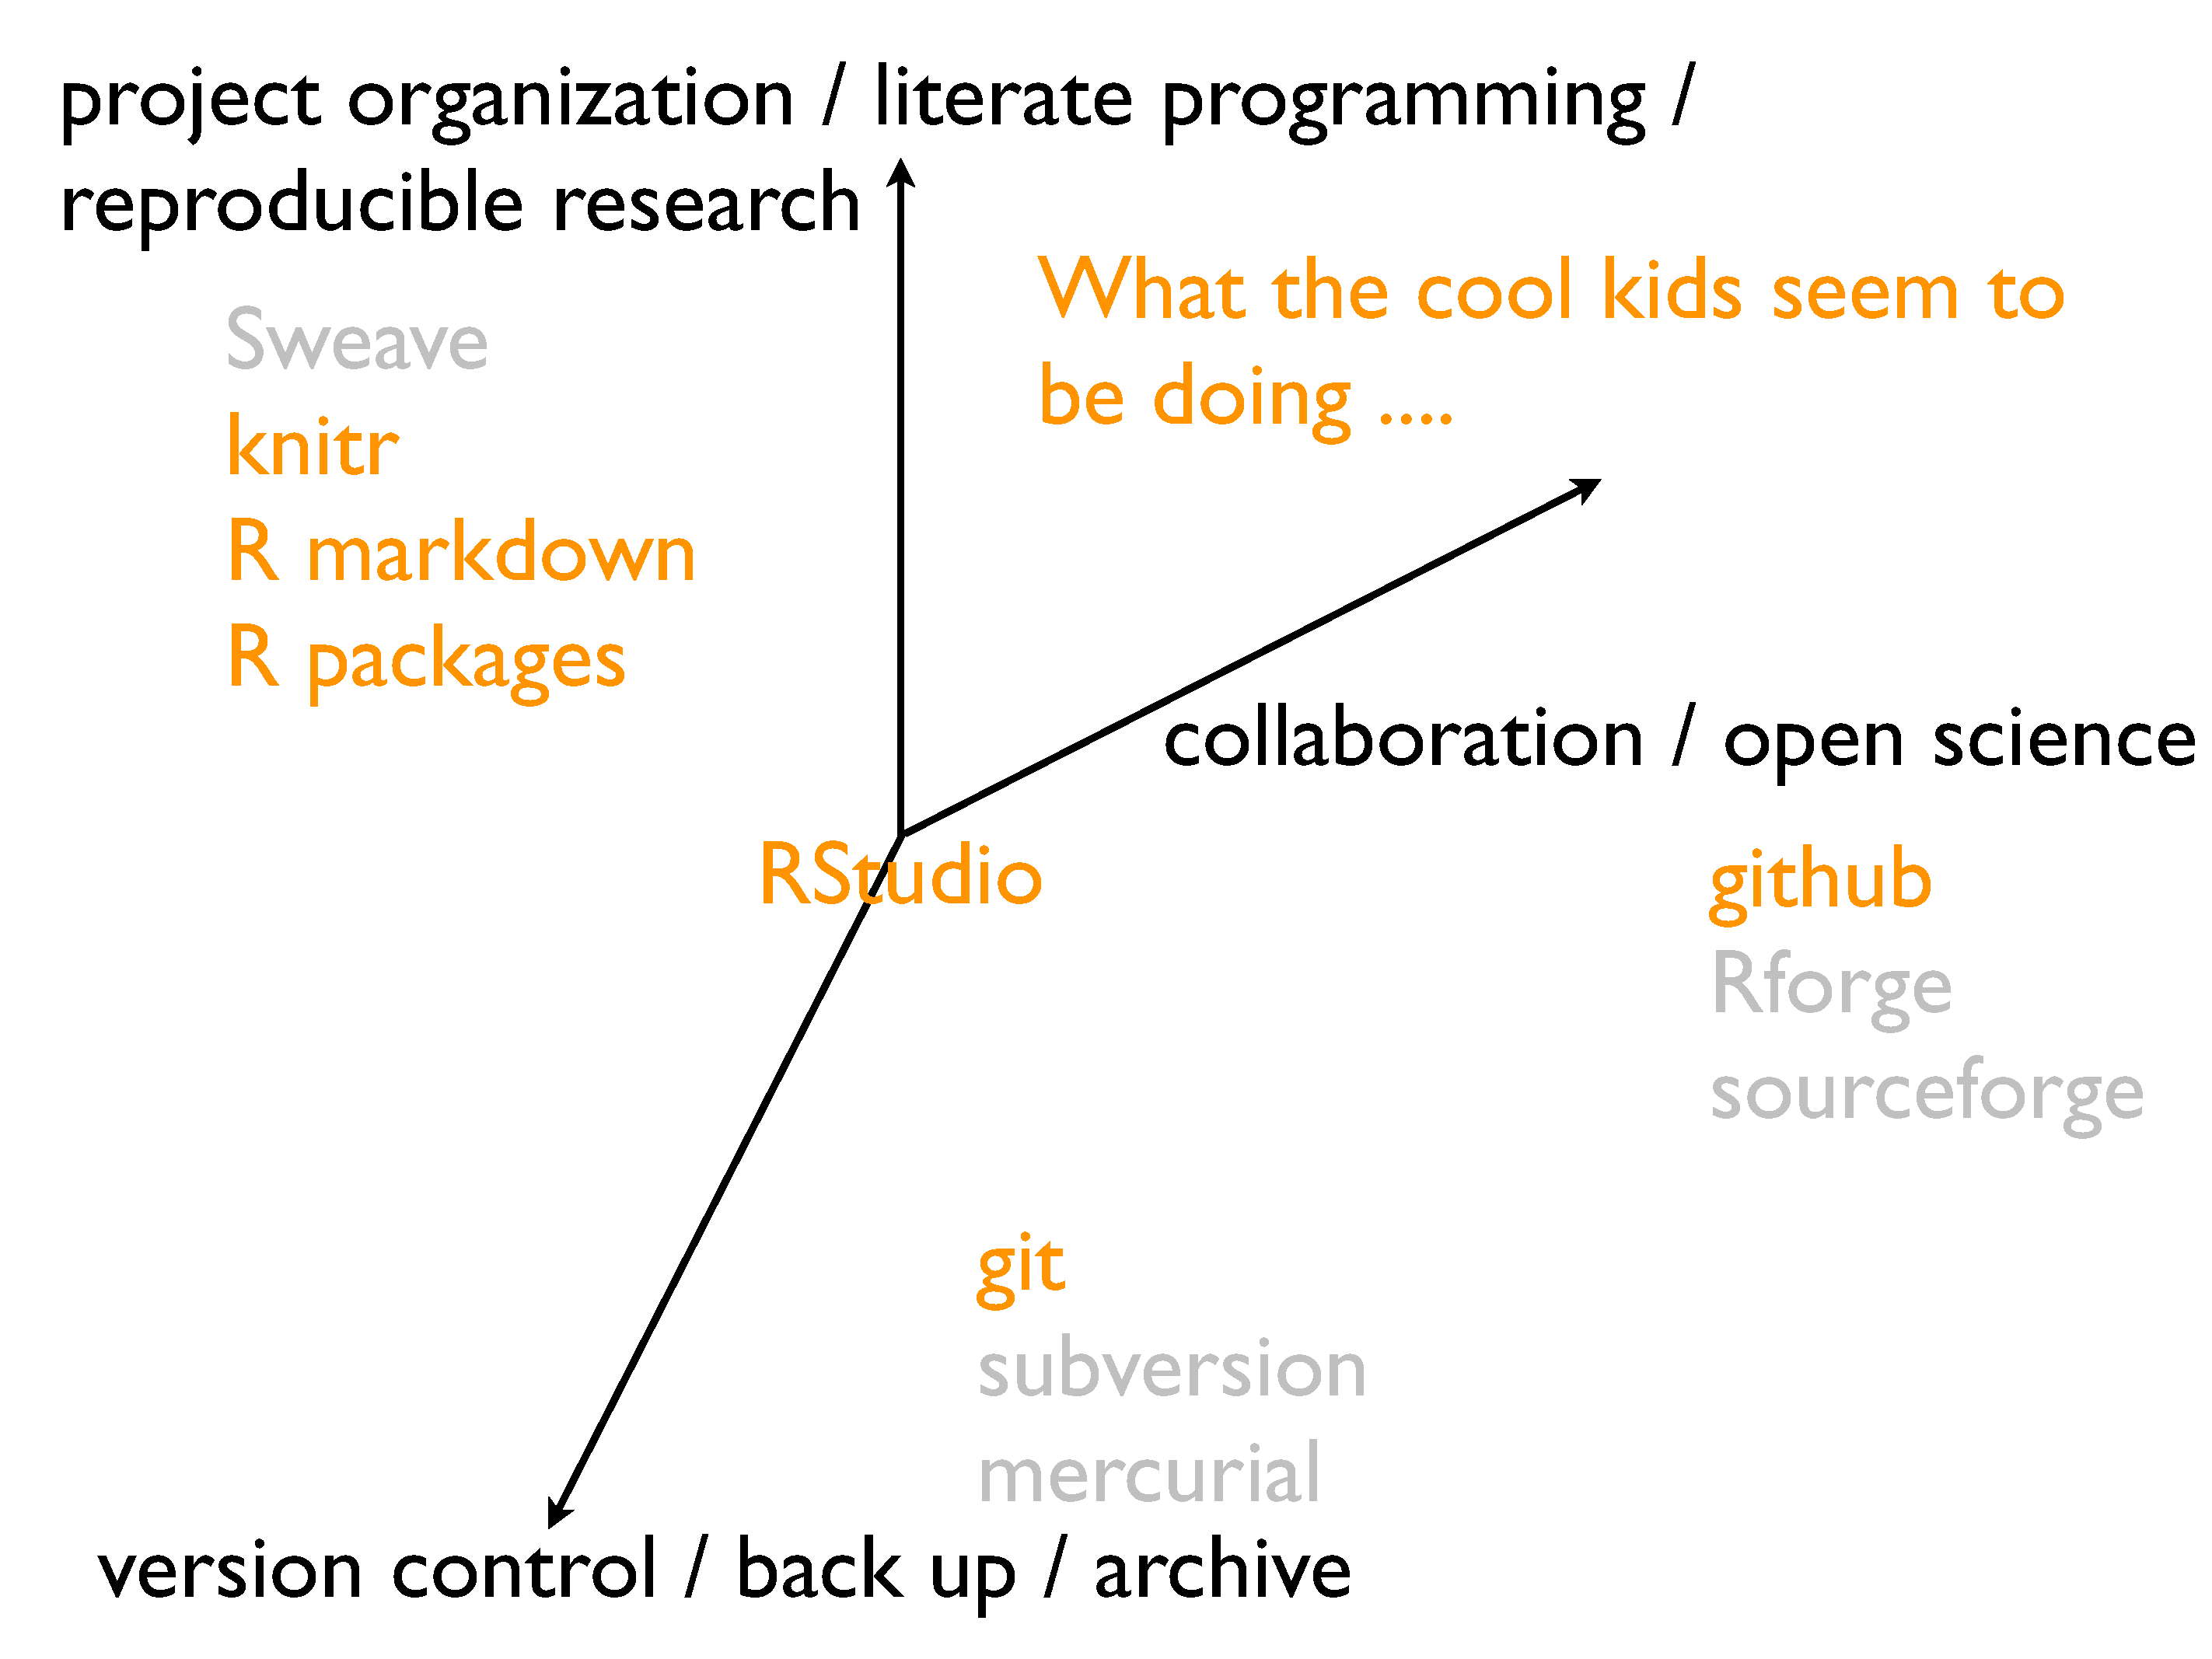 project organization / literate programming /
reproducible research
What the cool kids seem to
be doing ....
Sweave
knitr
R markdown
R packages
collaboration / open science
RStudio
github
Rforge
sourceforge
git
subversion
mercurial
version control / back up / archive